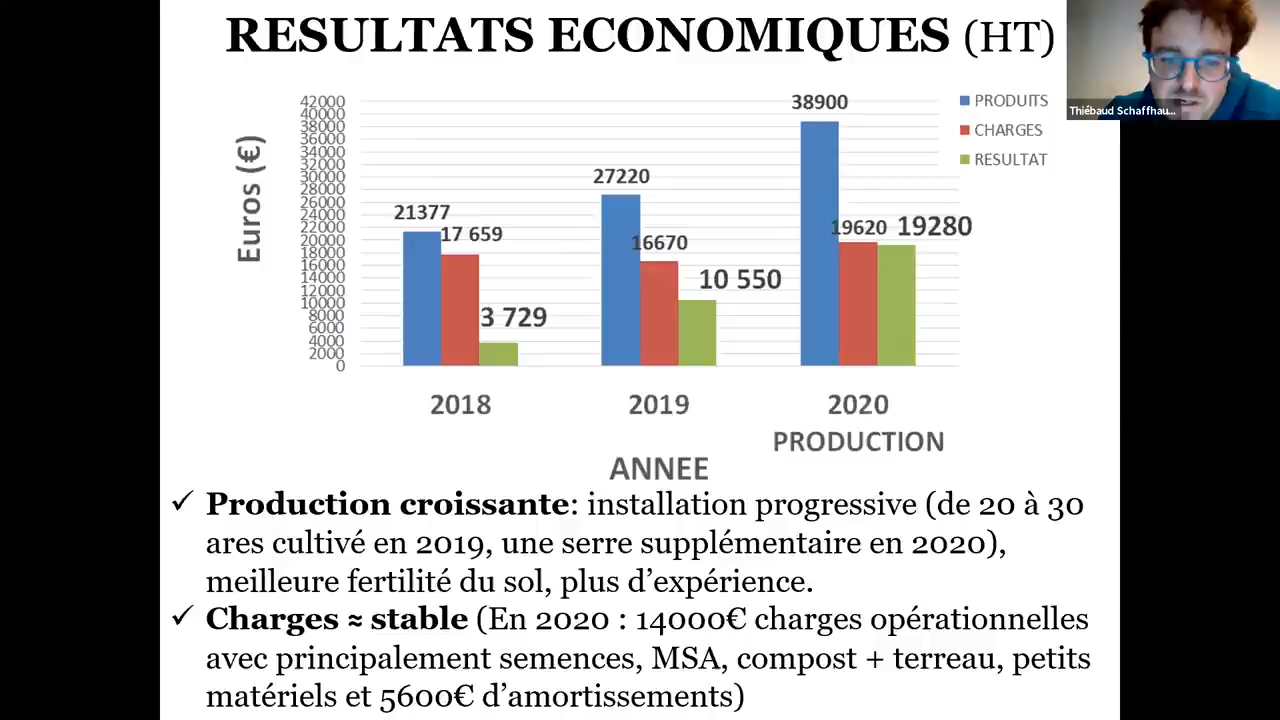 RESULTATS ECONOMIQUES (HT)
Thiébaud Schaffhau...
PRODUITS
CHARGES
RESULTAT
Euros (€)
42000
40000
38000
36000
34000
32000
30000
28000
26000
24000
22000
20000
18000
16000
14000
12000
10000
8000
6000
4000
2000
0
21377
17 659
3 729
27220
16670
10 550
38900
19620
19280
2018
2019
2020
PRODUCTION
ANNEE
✓ Production croissante: installation progressive (de 20 à 30
ares cultivé en 2019, une serre supplémentaire en 2020),
meilleure fertilité du sol, plus d’expérience.
✓ Charges ≈ stable (En 2020 : 14000€ charges opérationnelles
avec principalement semences, MSA, compost + terreau, petits
matériels et 5600€ d’amortissements)